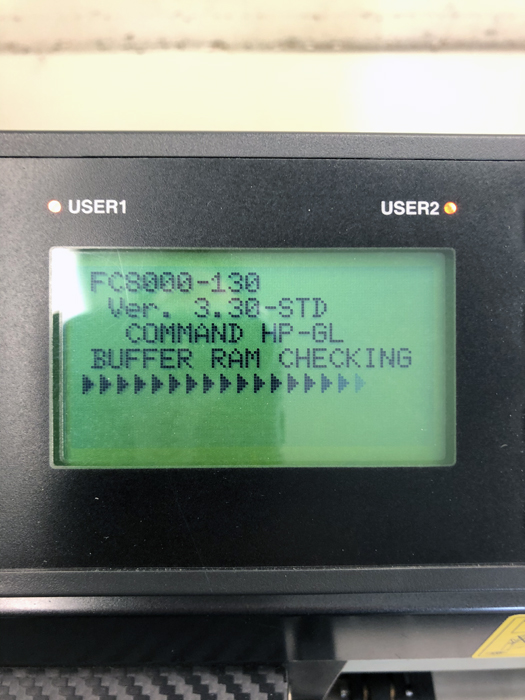 USER1
USER2
FC8000-130
Ver. 3.30-STD
COMMAND HP-GL
BUFFER RAM CHECKING